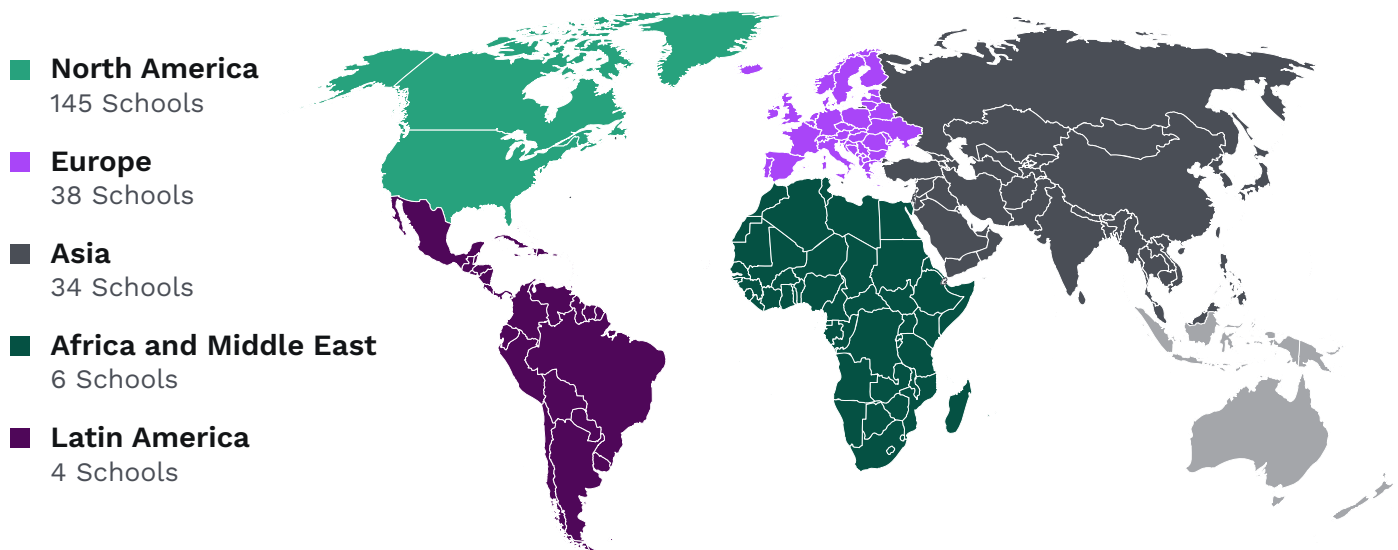 North America
145 Schools
Europe
38 Schools
Asia
34 Schools
Africa and Middle East
6 Schools
Latin America
4 Schools